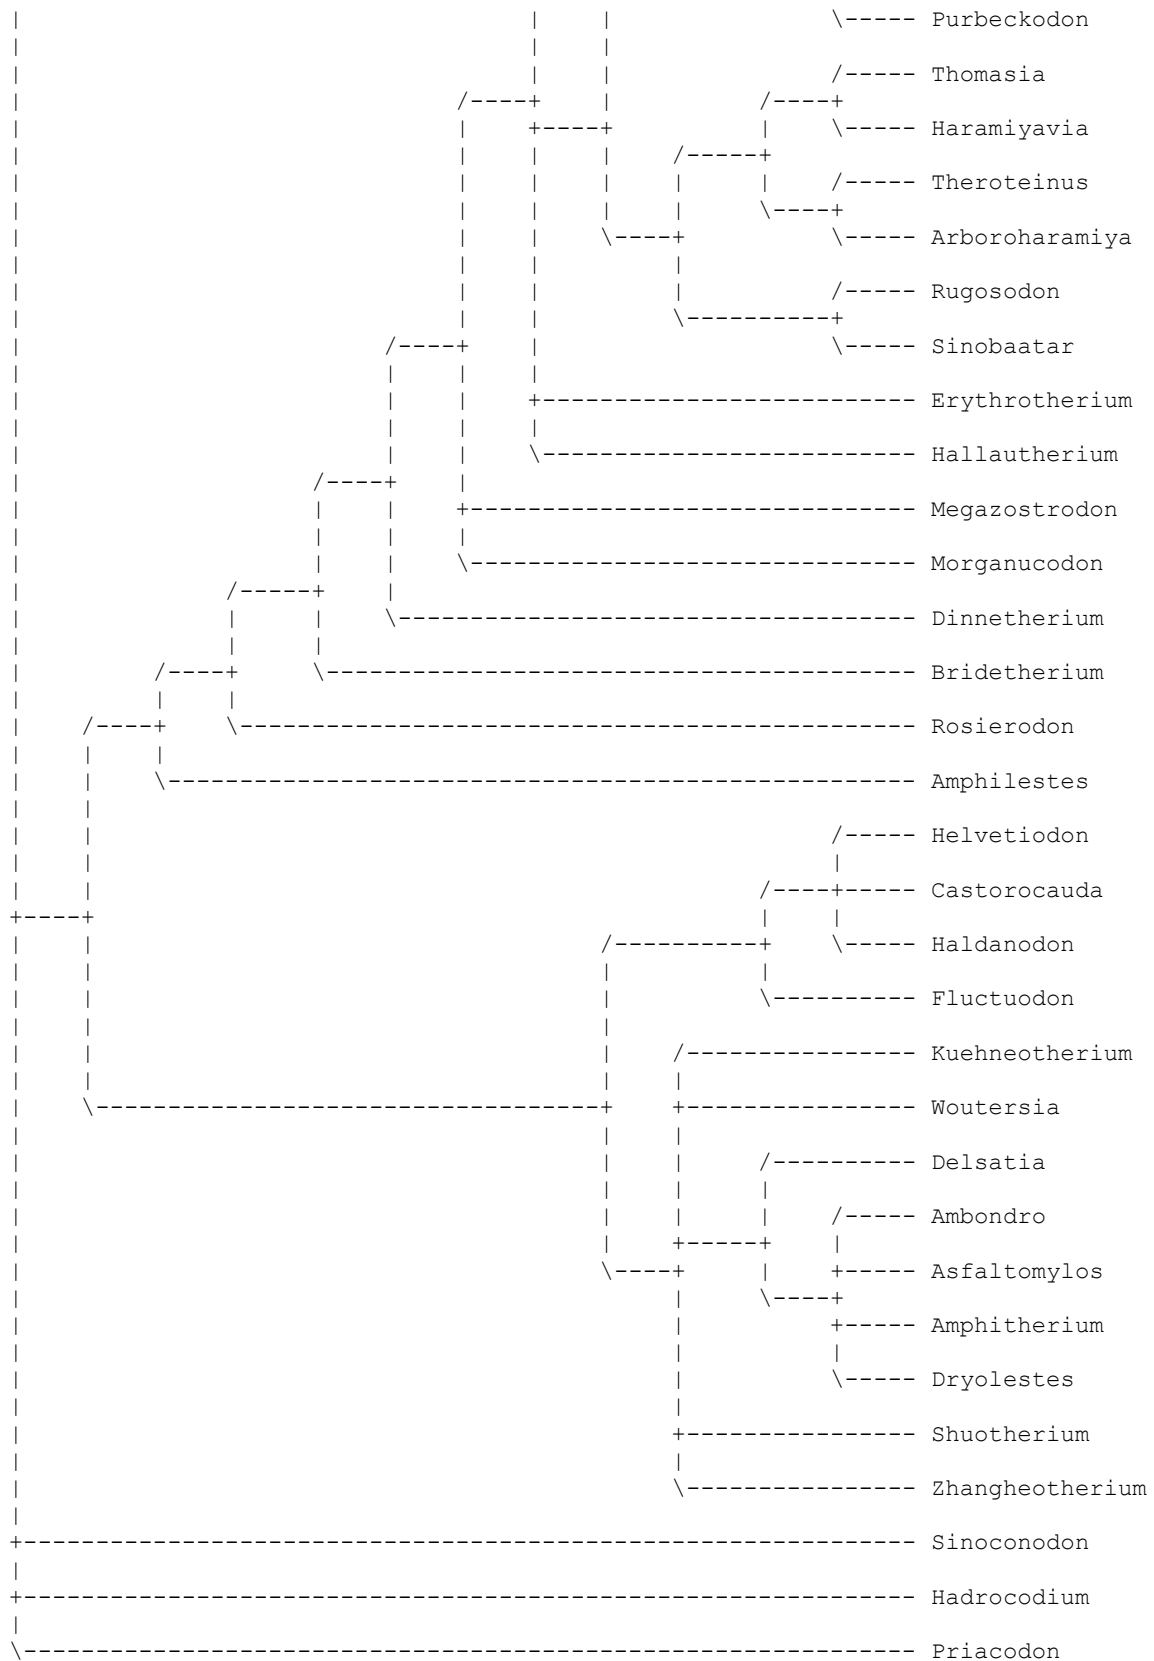 Purbeckodon
Thomasia
Haramiyavia
Theroteinus
Arboroharamiya
Rugosodon
Sinobaatar
Erythrotherium
Hallautherium
Megazostrodon
Morganucodon
Dinnetherium
Bridetherium
Rosierodon
Amphilestes
Helvetiodon
Castorocauda
Haldanodon
Fluctuodon
Kuehneotherium
Woutersia
Delsatia
Ambondro
Asfaltomylos
Amphitherium
Dryolestes
Shuotherium
Zhangheotherium
Sinoconodon
Hadrocodium
Priacodon